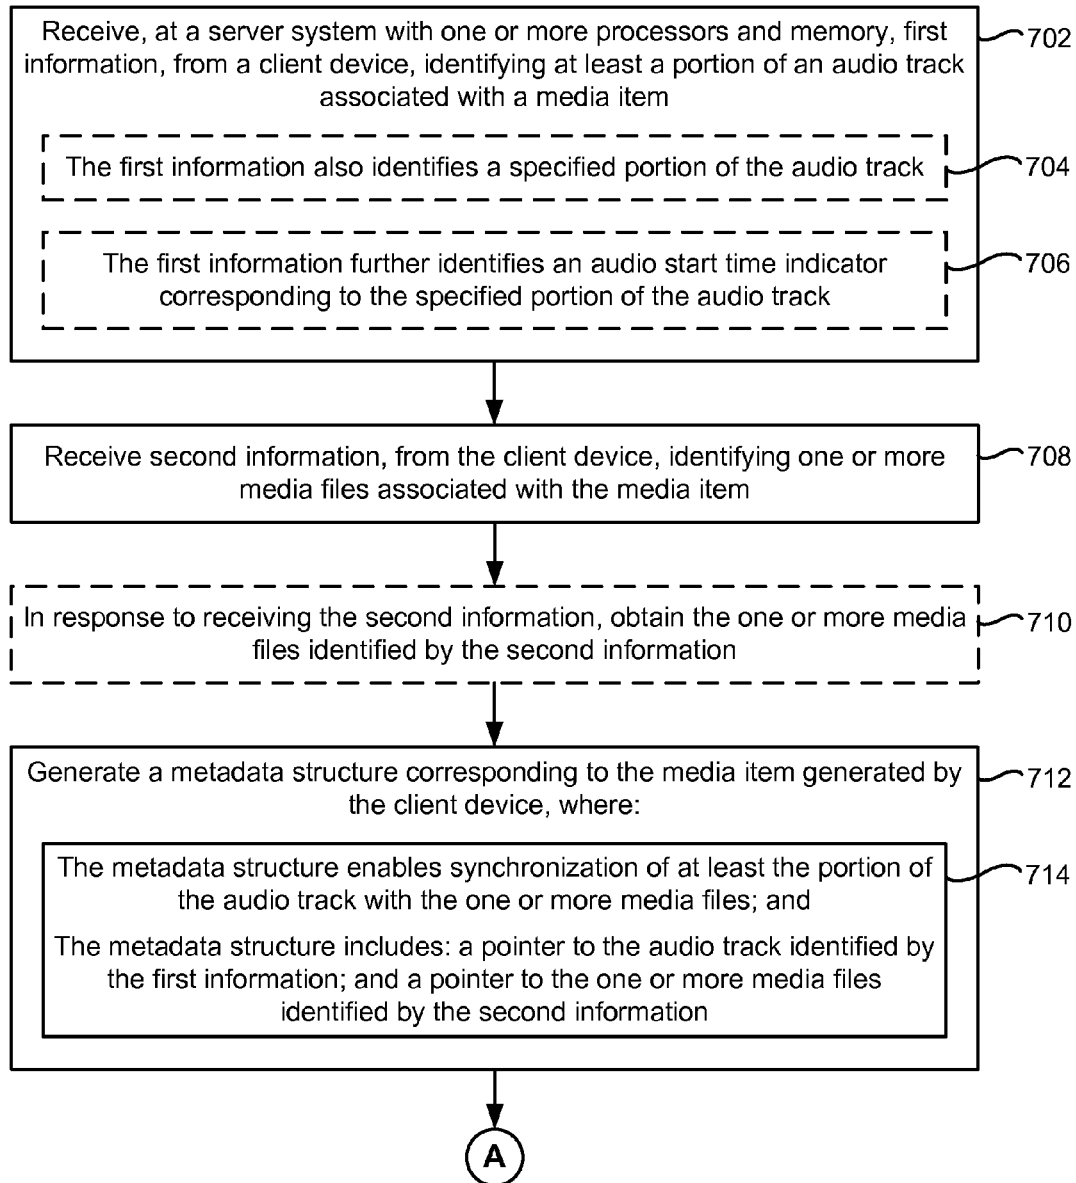 Receive, at a server system with one or more processors and memory, first
information, from a client device, identifying at least a portion of an audio track
associated with a media item
702
The first information also identifies a specified portion of the audio track
704
The first information further identifies an audio start time indicator
corresponding to the specified portion of the audio track
706
Receive second information, from the client device, identifying one or more
media files associated with the media item
708
In response to receiving the second information, obtain the one or more media
files identified by the second information
710
Generate a metadata structure corresponding to the media item generated by
the client device, where:
712
The metadata structure enables synchronization of at least the portion of
the audio track with the one or more media files; and
714
The metadata structure includes: a pointer to the audio track identified by
the first information; and a pointer to the one or more media files
identified by the second information
A